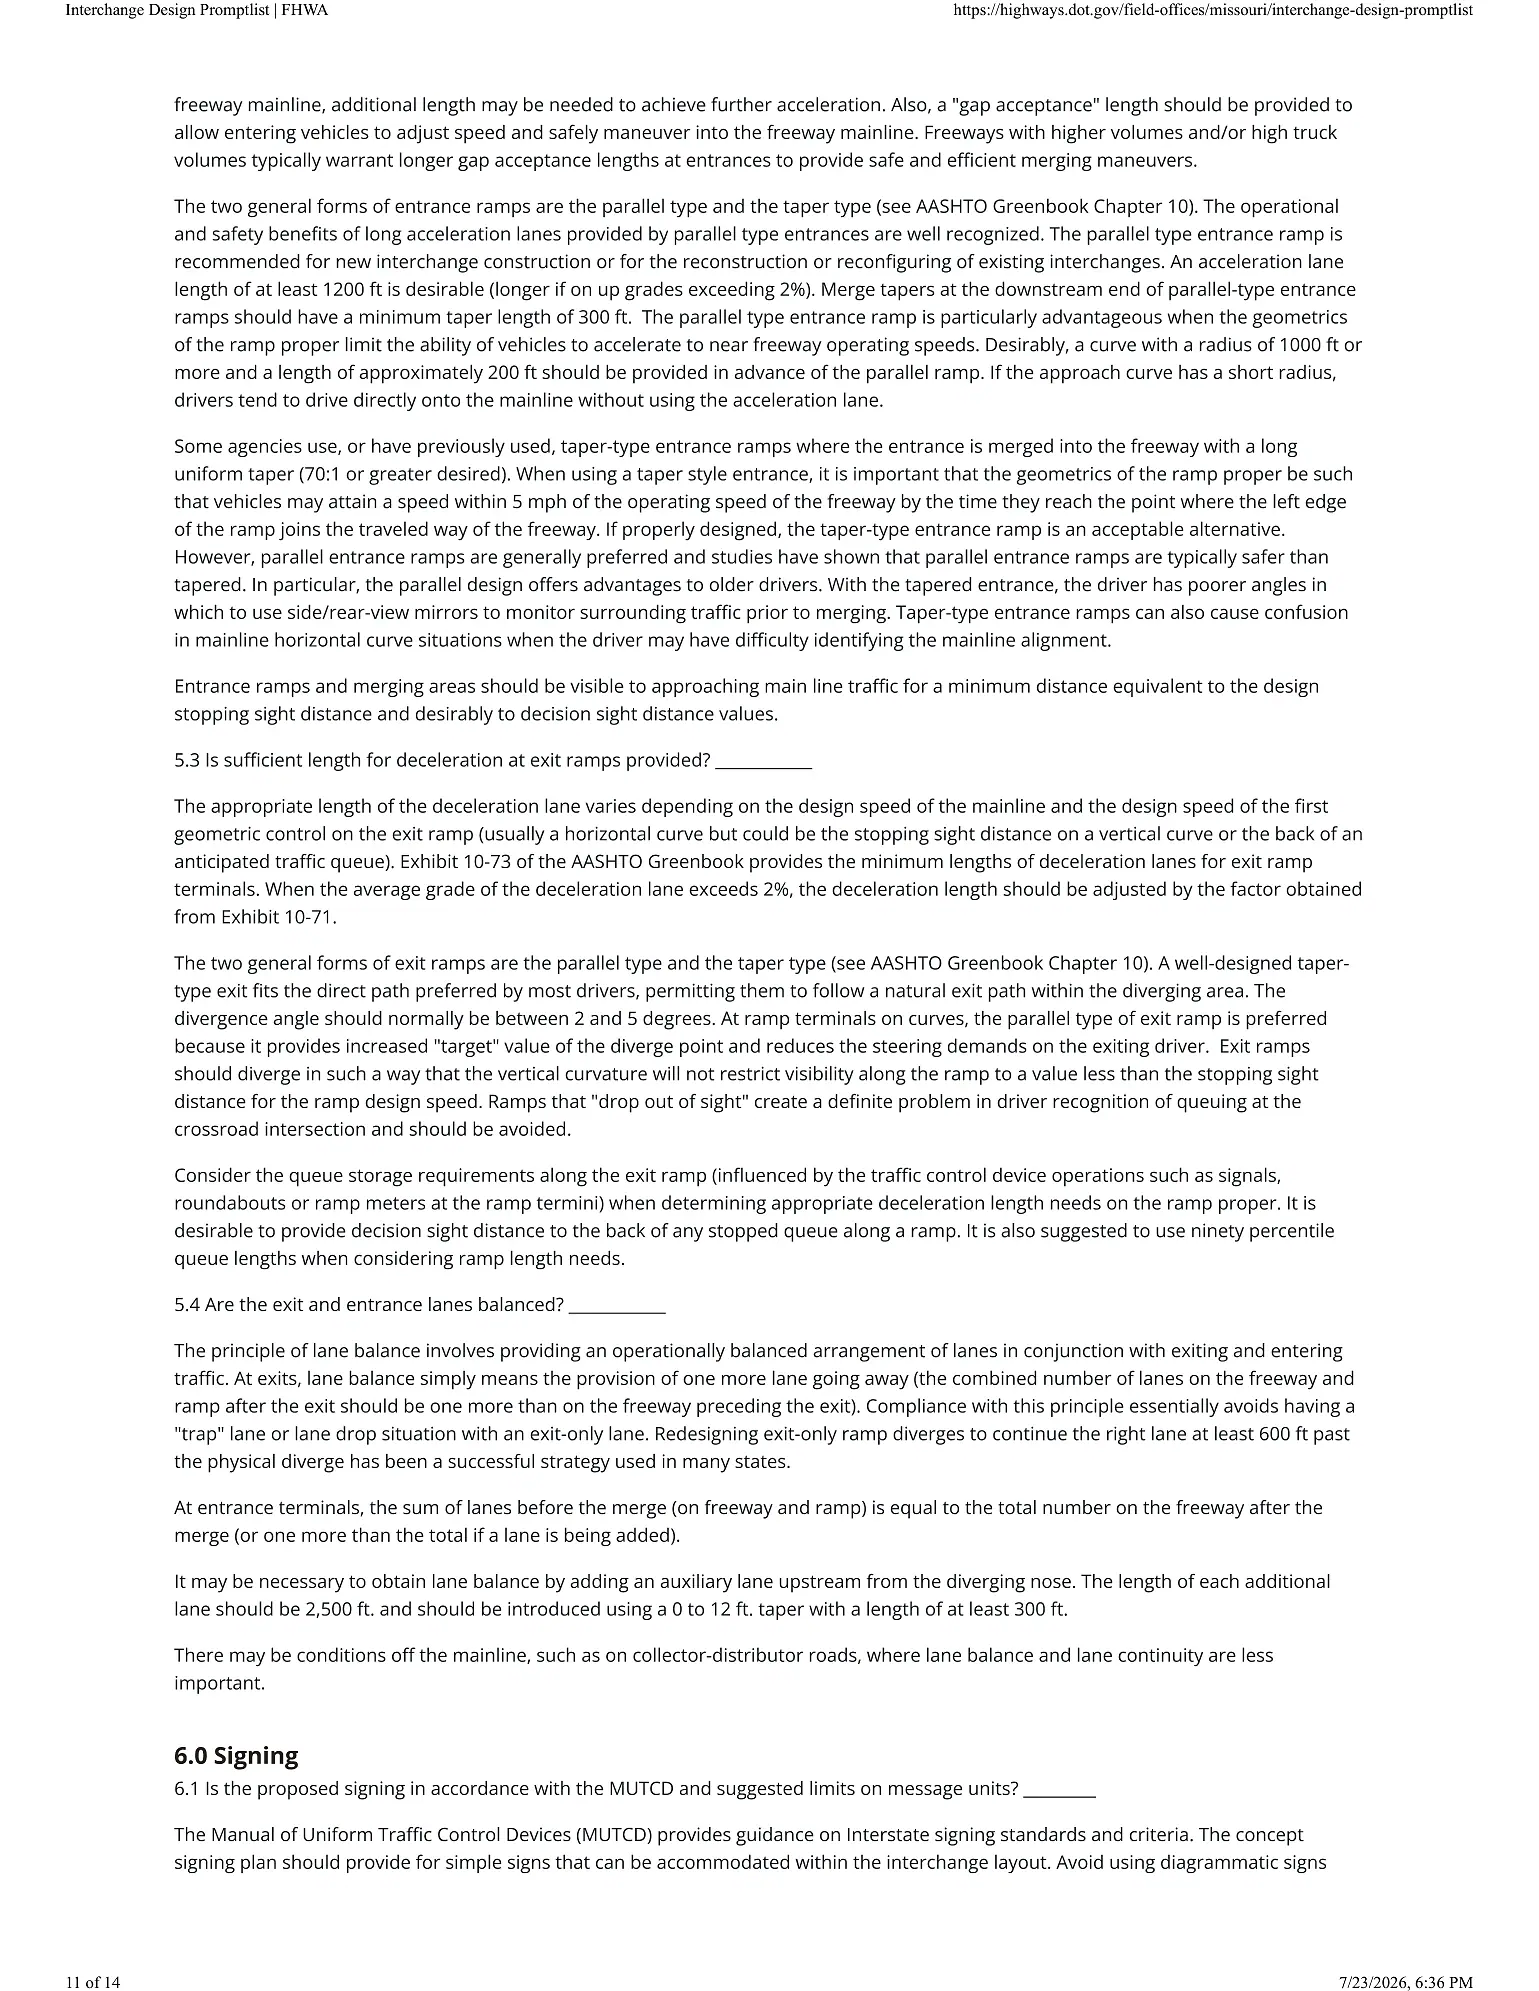 Interchange Design Promptlist | FHWA
https://highways.dot.gov/field-offices/missouri/interchange-design-promptlist
freeway mainline, additional length may be needed to achieve further acceleration. Also, a "gap acceptance" length should be provided to
allow entering vehicles to adjust speed and safely maneuver into the freeway mainline. Freeways with higher volumes and/or high truck
volumes typically warrant longer gap acceptance lengths at entrances to provide safe and efficient merging maneuvers.
The two general forms of entrance ramps are the parallel type and the taper type (see AASHTO Greenbook Chapter 10). The operational
and safety benefits of long acceleration lanes provided by parallel type entrances are well recognized. The parallel type entrance ramp is
recommended for new interchange construction or for the reconstruction or reconfiguring of existing interchanges. An acceleration lane
length of at least 1200 ft is desirable (longer if on up grades exceeding 2%). Merge tapers at the downstream end of parallel-type entrance
ramps should have a minimum taper length of 300 ft.  The parallel type entrance ramp is particularly advantageous when the geometrics
of the ramp proper limit the ability of vehicles to accelerate to near freeway operating speeds. Desirably, a curve with a radius of 1000 ft or
more and a length of approximately 200 ft should be provided in advance of the parallel ramp. If the approach curve has a short radius,
drivers tend to drive directly onto the mainline without using the acceleration lane.
Some agencies use, or have previously used, taper-type entrance ramps where the entrance is merged into the freeway with a long
uniform taper (70:1 or greater desired). When using a taper style entrance, it is important that the geometrics of the ramp proper be such
that vehicles may attain a speed within 5 mph of the operating speed of the freeway by the time they reach the point where the left edge
of the ramp joins the traveled way of the freeway. If properly designed, the taper-type entrance ramp is an acceptable alternative.
However, parallel entrance ramps are generally preferred and studies have shown that parallel entrance ramps are typically safer than
tapered. In particular, the parallel design offers advantages to older drivers. With the tapered entrance, the driver has poorer angles in
which to use side/rear-view mirrors to monitor surrounding traffic prior to merging. Taper-type entrance ramps can also cause confusion
in mainline horizontal curve situations when the driver may have difficulty identifying the mainline alignment.
Entrance ramps and merging areas should be visible to approaching main line traffic for a minimum distance equivalent to the design
stopping sight distance and desirably to decision sight distance values.
5.3 Is sufficient length for deceleration at exit ramps provided? ____________
The appropriate length of the deceleration lane varies depending on the design speed of the mainline and the design speed of the first
geometric control on the exit ramp (usually a horizontal curve but could be the stopping sight distance on a vertical curve or the back of an
anticipated traffic queue). Exhibit 10-73 of the AASHTO Greenbook provides the minimum lengths of deceleration lanes for exit ramp
terminals. When the average grade of the deceleration lane exceeds 2%, the deceleration length should be adjusted by the factor obtained
from Exhibit 10-71.
The two general forms of exit ramps are the parallel type and the taper type (see AASHTO Greenbook Chapter 10). A well-designed taper-
type exit fits the direct path preferred by most drivers, permitting them to follow a natural exit path within the diverging area. The
divergence angle should normally be between 2 and 5 degrees. At ramp terminals on curves, the parallel type of exit ramp is preferred
because it provides increased "target" value of the diverge point and reduces the steering demands on the exiting driver.  Exit ramps
should diverge in such a way that the vertical curvature will not restrict visibility along the ramp to a value less than the stopping sight
distance for the ramp design speed. Ramps that "drop out of sight" create a definite problem in driver recognition of queuing at the
crossroad intersection and should be avoided.
Consider the queue storage requirements along the exit ramp (influenced by the traffic control device operations such as signals,
roundabouts or ramp meters at the ramp termini) when determining appropriate deceleration length needs on the ramp proper. It is
desirable to provide decision sight distance to the back of any stopped queue along a ramp. It is also suggested to use ninety percentile
queue lengths when considering ramp length needs.
5.4 Are the exit and entrance lanes balanced? ____________
The principle of lane balance involves providing an operationally balanced arrangement of lanes in conjunction with exiting and entering
traffic. At exits, lane balance simply means the provision of one more lane going away (the combined number of lanes on the freeway and
ramp after the exit should be one more than on the freeway preceding the exit). Compliance with this principle essentially avoids having a
"trap" lane or lane drop situation with an exit-only lane. Redesigning exit-only ramp diverges to continue the right lane at least 600 ft past
the physical diverge has been a successful strategy used in many states.
At entrance terminals, the sum of lanes before the merge (on freeway and ramp) is equal to the total number on the freeway after the
merge (or one more than the total if a lane is being added).
It may be necessary to obtain lane balance by adding an auxiliary lane upstream from the diverging nose. The length of each additional
lane should be 2,500 ft. and should be introduced using a 0 to 12 ft. taper with a length of at least 300 ft.
There may be conditions off the mainline, such as on collector-distributor roads, where lane balance and lane continuity are less
important.
6.0 Signing
6.1 Is the proposed signing in accordance with the MUTCD and suggested limits on message units? _________
The Manual of Uniform Traffic Control Devices (MUTCD) provides guidance on Interstate signing standards and criteria. The concept
signing plan should provide for simple signs that can be accommodated within the interchange layout. Avoid using diagrammatic signs
11 of 14
7/23/2026, 6:36 PM